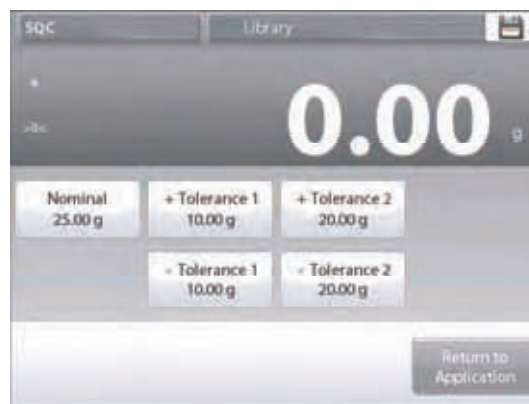 SQC
Library
*
>0<
0.00
g
Nominal
25.00 g
+ Tolerance 1
10.00 g
+ Tolerance 2
20.00 g
- Tolerance 1
10.00 g
- Tolerance 2
20.00 g
Return to
Application